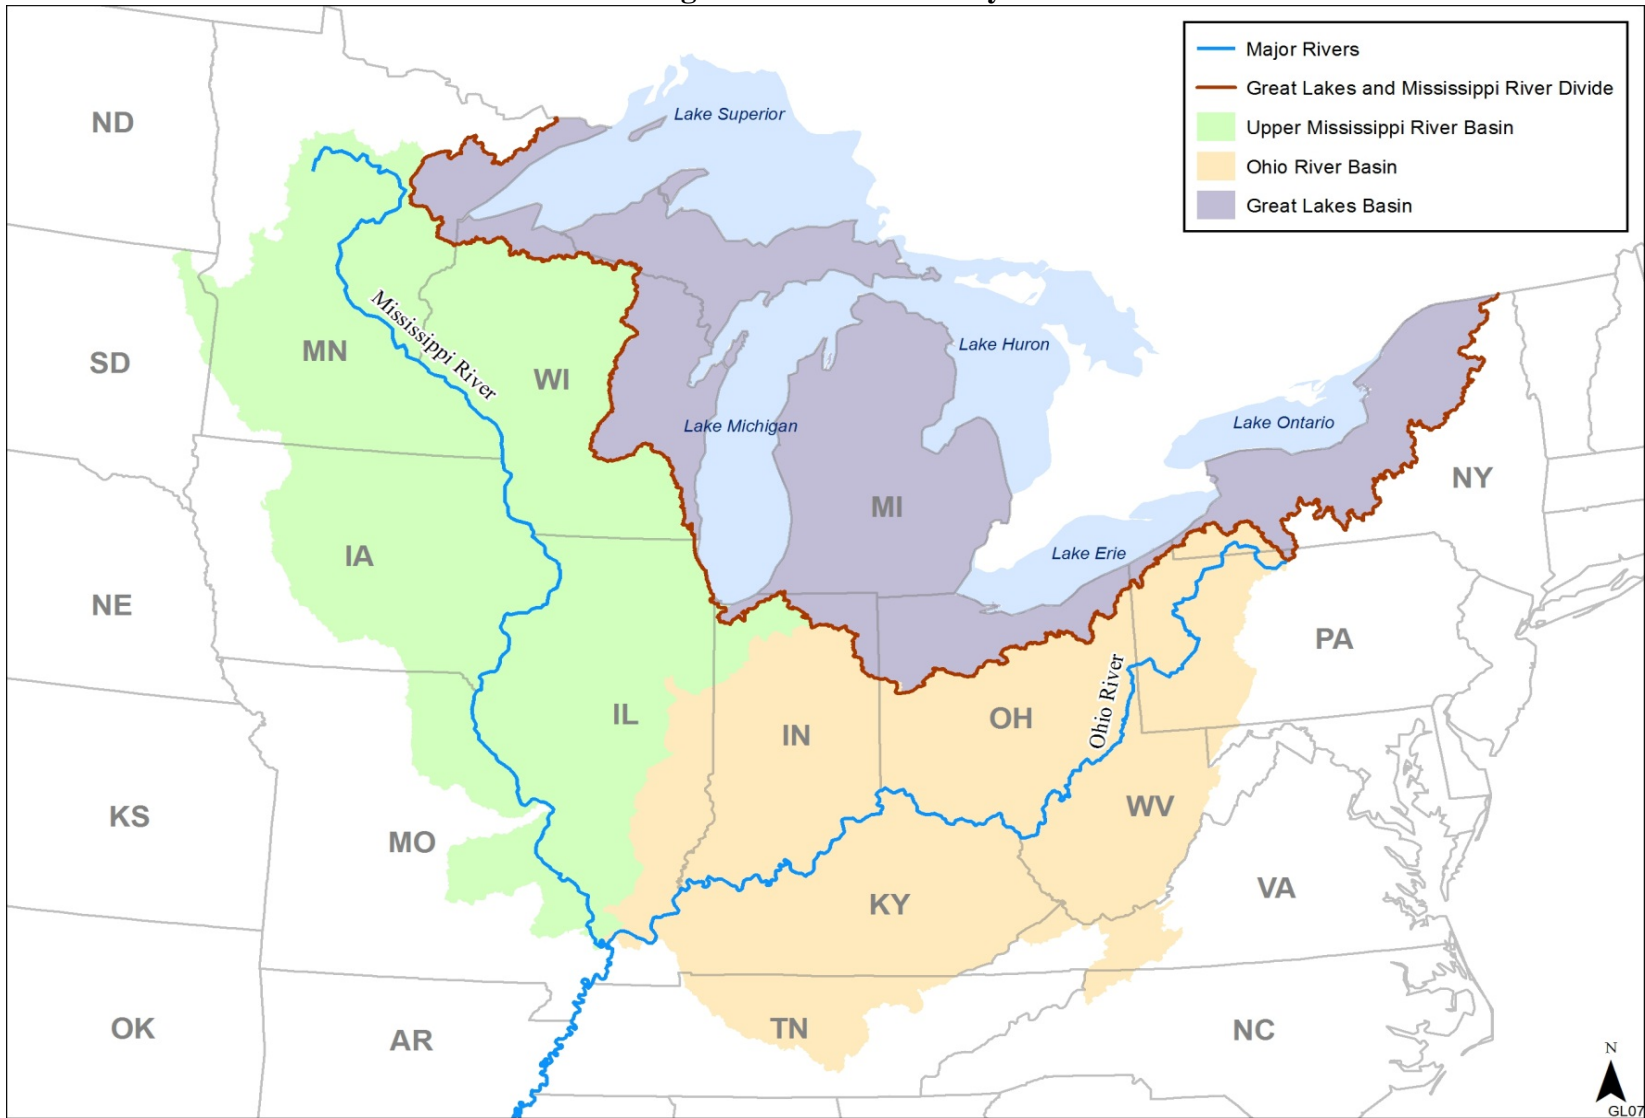 Major Rivers
Great Lakes and Mississippi River Divide
Upper Mississippi River Basin
Ohio River Basin
Great Lakes Basin
ND
Lake Superior
Mississippi River
MN
SD
WI
Lake Huron
Lake Michigan
Lake Ontario
NY
MI
IA
Lake Erie
NE
PA
IL
IN
OH
Ohio River
KS
MO
WV
KY
VA
OK
AR
TN
NC
N
GL07